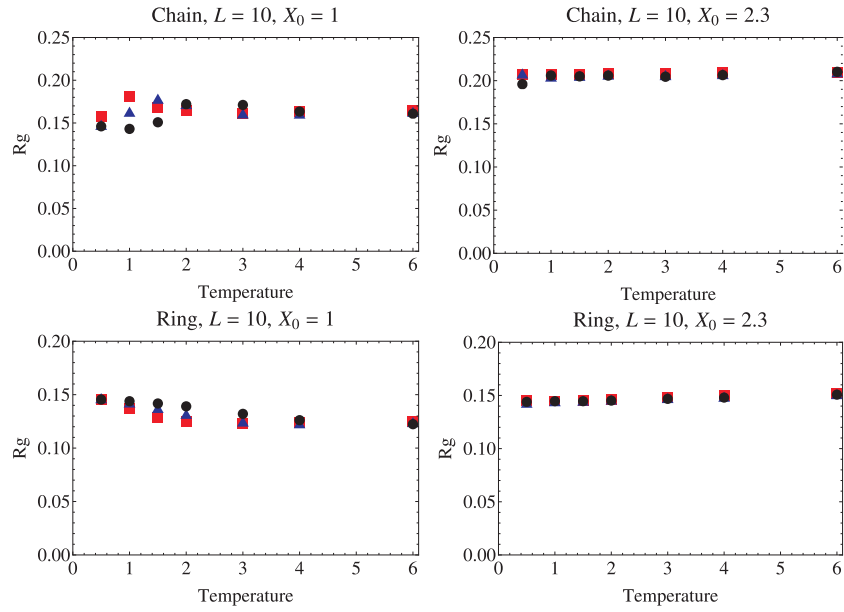 Chain, L = 10, X0 = 1
0.25
0.20
0.15
0.10
0.05
0.00
Rg
0 1 2 3 4 5 6
Temperature
Chain, L = 10, X0 = 2.3
0.25
0.20
0.15
0.10
0.05
0.00
Rg
0 1 2 3 4 5 6
Temperature
Ring, L = 10, X0 = 1
0.20
0.15
0.10
0.05
0.00
Rg
0 1 2 3 4 5 6
Temperature
Ring, L = 10, X0 = 2.3
0.20
0.15
0.10
0.05
0.00
Rg
0 1 2 3 4 5 6
Temperature